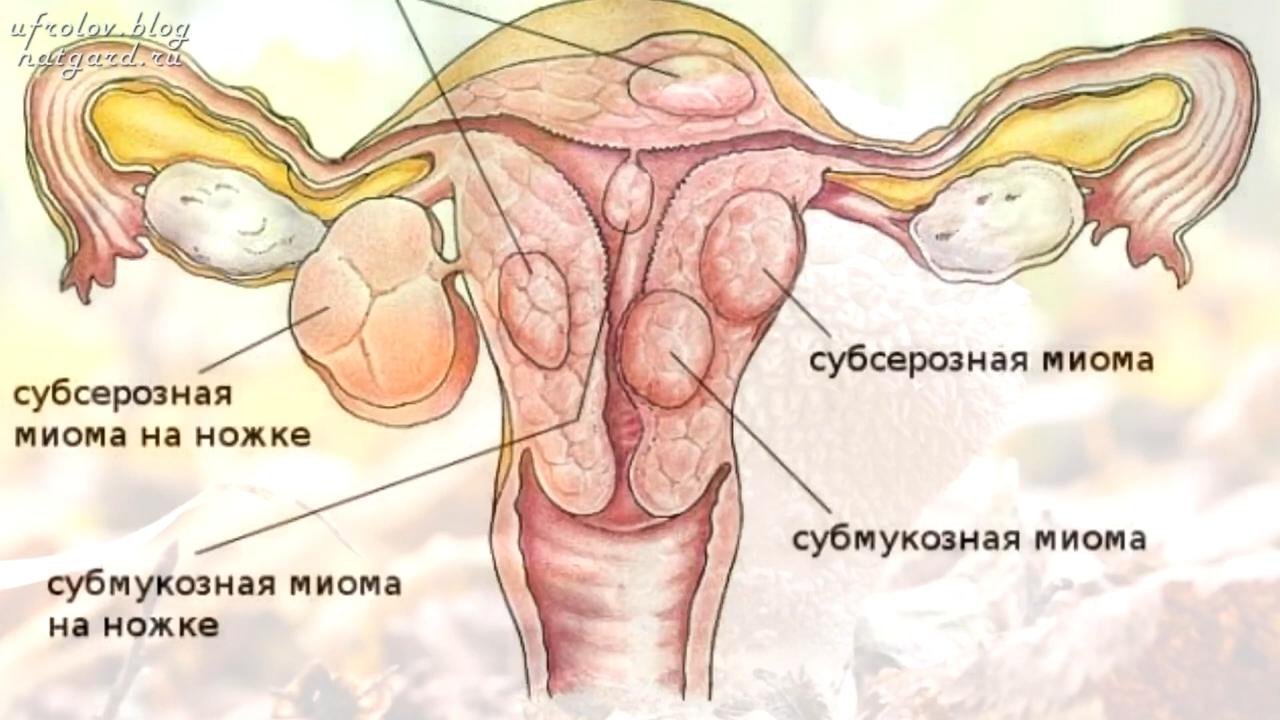 ufrolov.blog
natgard.ru
субсерозная миома
субсерозная
миома на ножке
субмукозная миома
субмукозная миома
на ножке